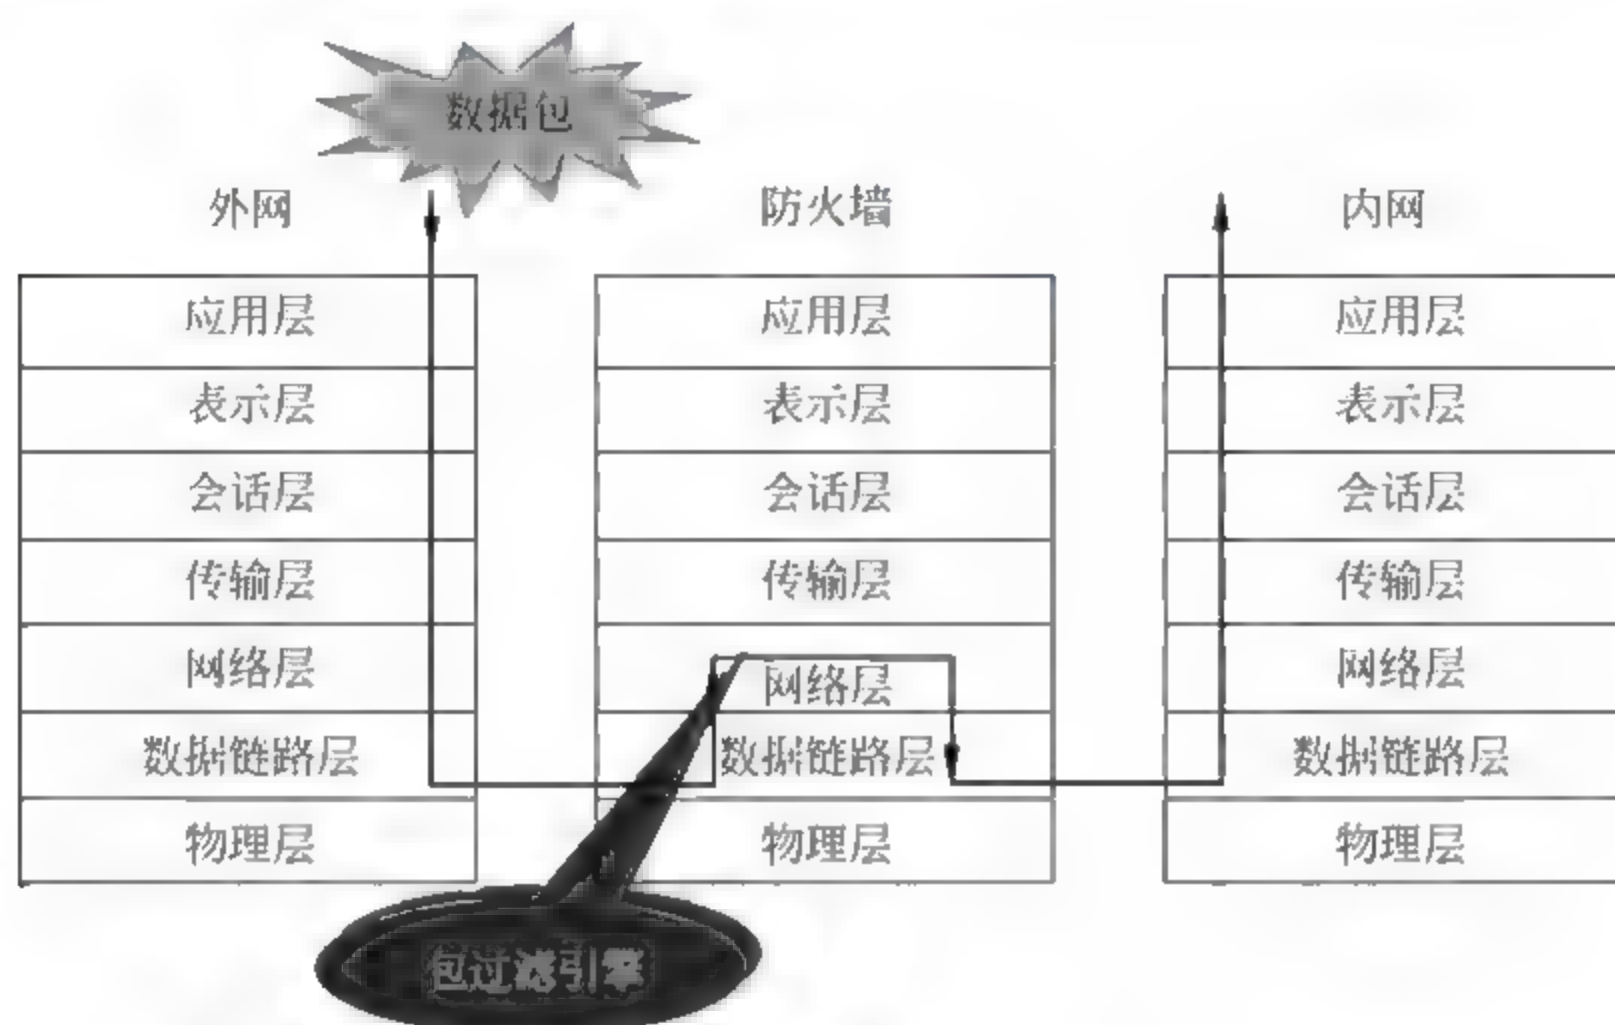 数据包
外网
防火墙
内网
应用层
应用层
应用层
表示层
表示层
表示层
会话层
会话层
会话层
传输层
传输层
传输层
网络层
网络层
网络层
数据链路层
数据链路层
数据链路层
物理层
物理层
物理层
包过滤引擎